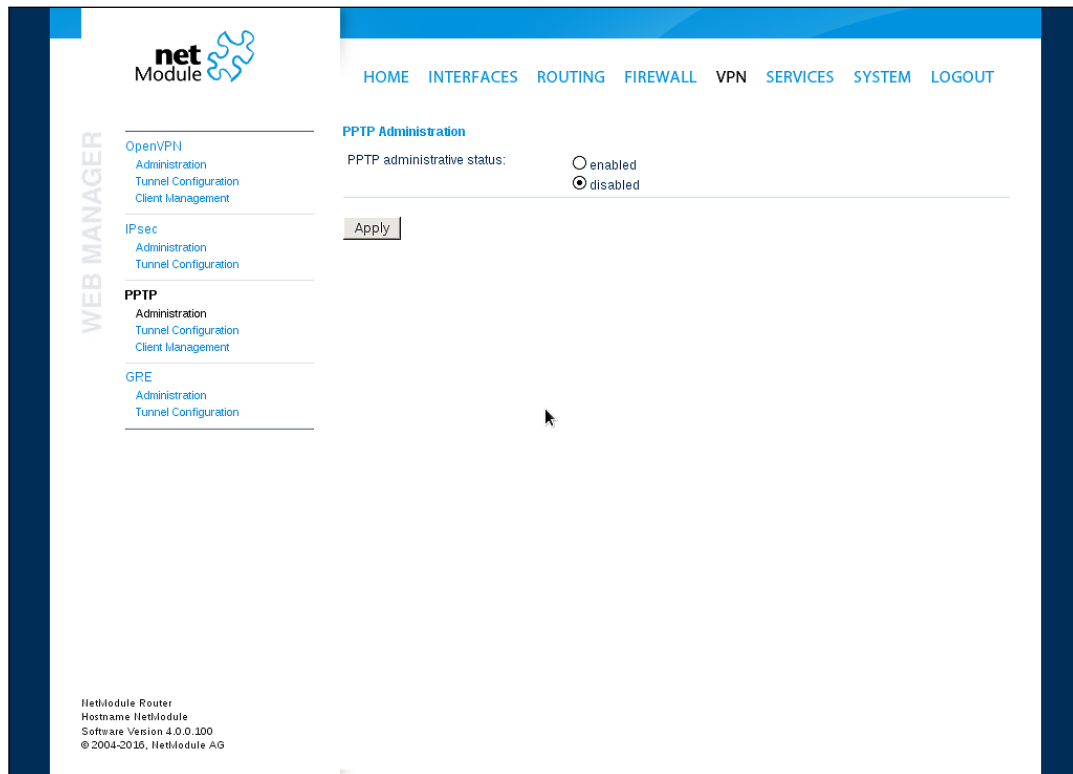 net
Module
HOME INTERFACES ROUTING FIREWALL VPN SERVICES SYSTEM LOGOUT
WEB MANAGER
OpenVPN
Administration
Tunnel Configuration
Client Management
IPsec
Administration
Tunnel Configuration
PPTP
Administration
Tunnel Configuration
Client Management
GRE
Administration
Tunnel Configuration
PPTP Administration
PPTP administrative status:
enabled
disabled
Apply
NetModule Router
Hostname NetModule
Software Version 4.0.0.100
© 2004-2016, NetModule AG